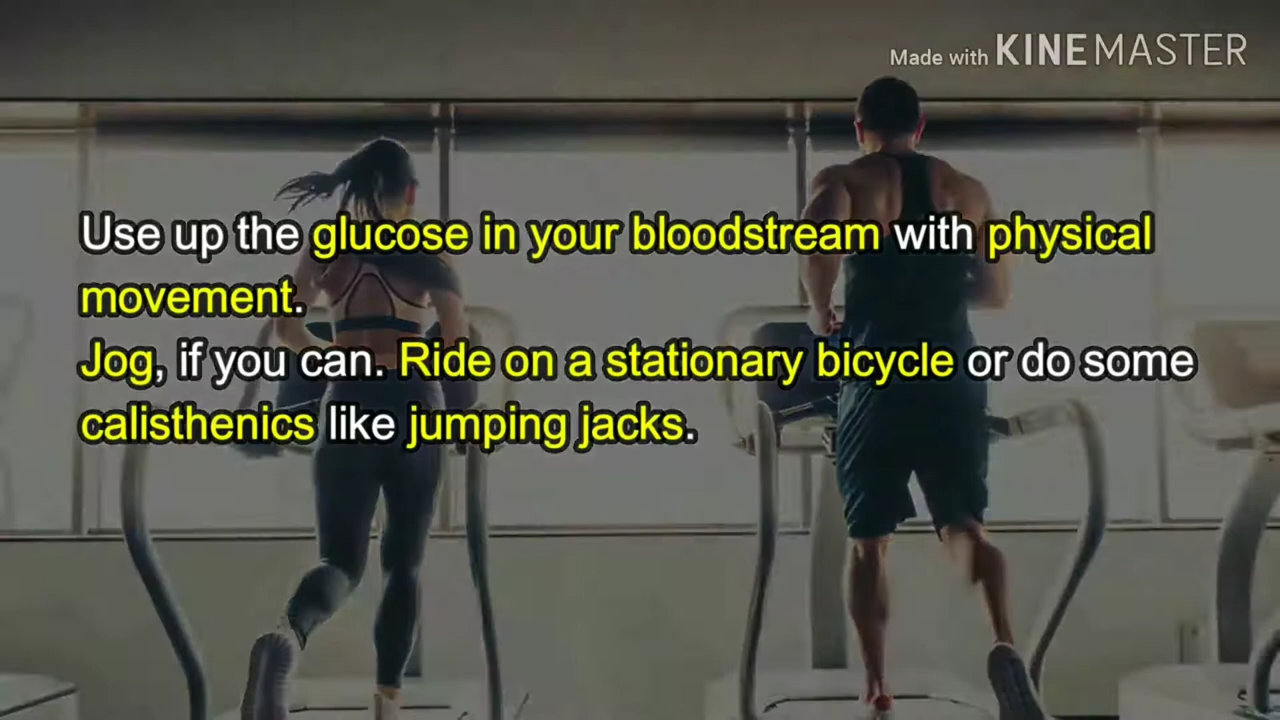 Made with KINEMASTER
Use up the glucose in your bloodstream with physical
movement.
Jog, if you can. Ride on a stationary bicycle or do some
calisthenics like jumping jacks.